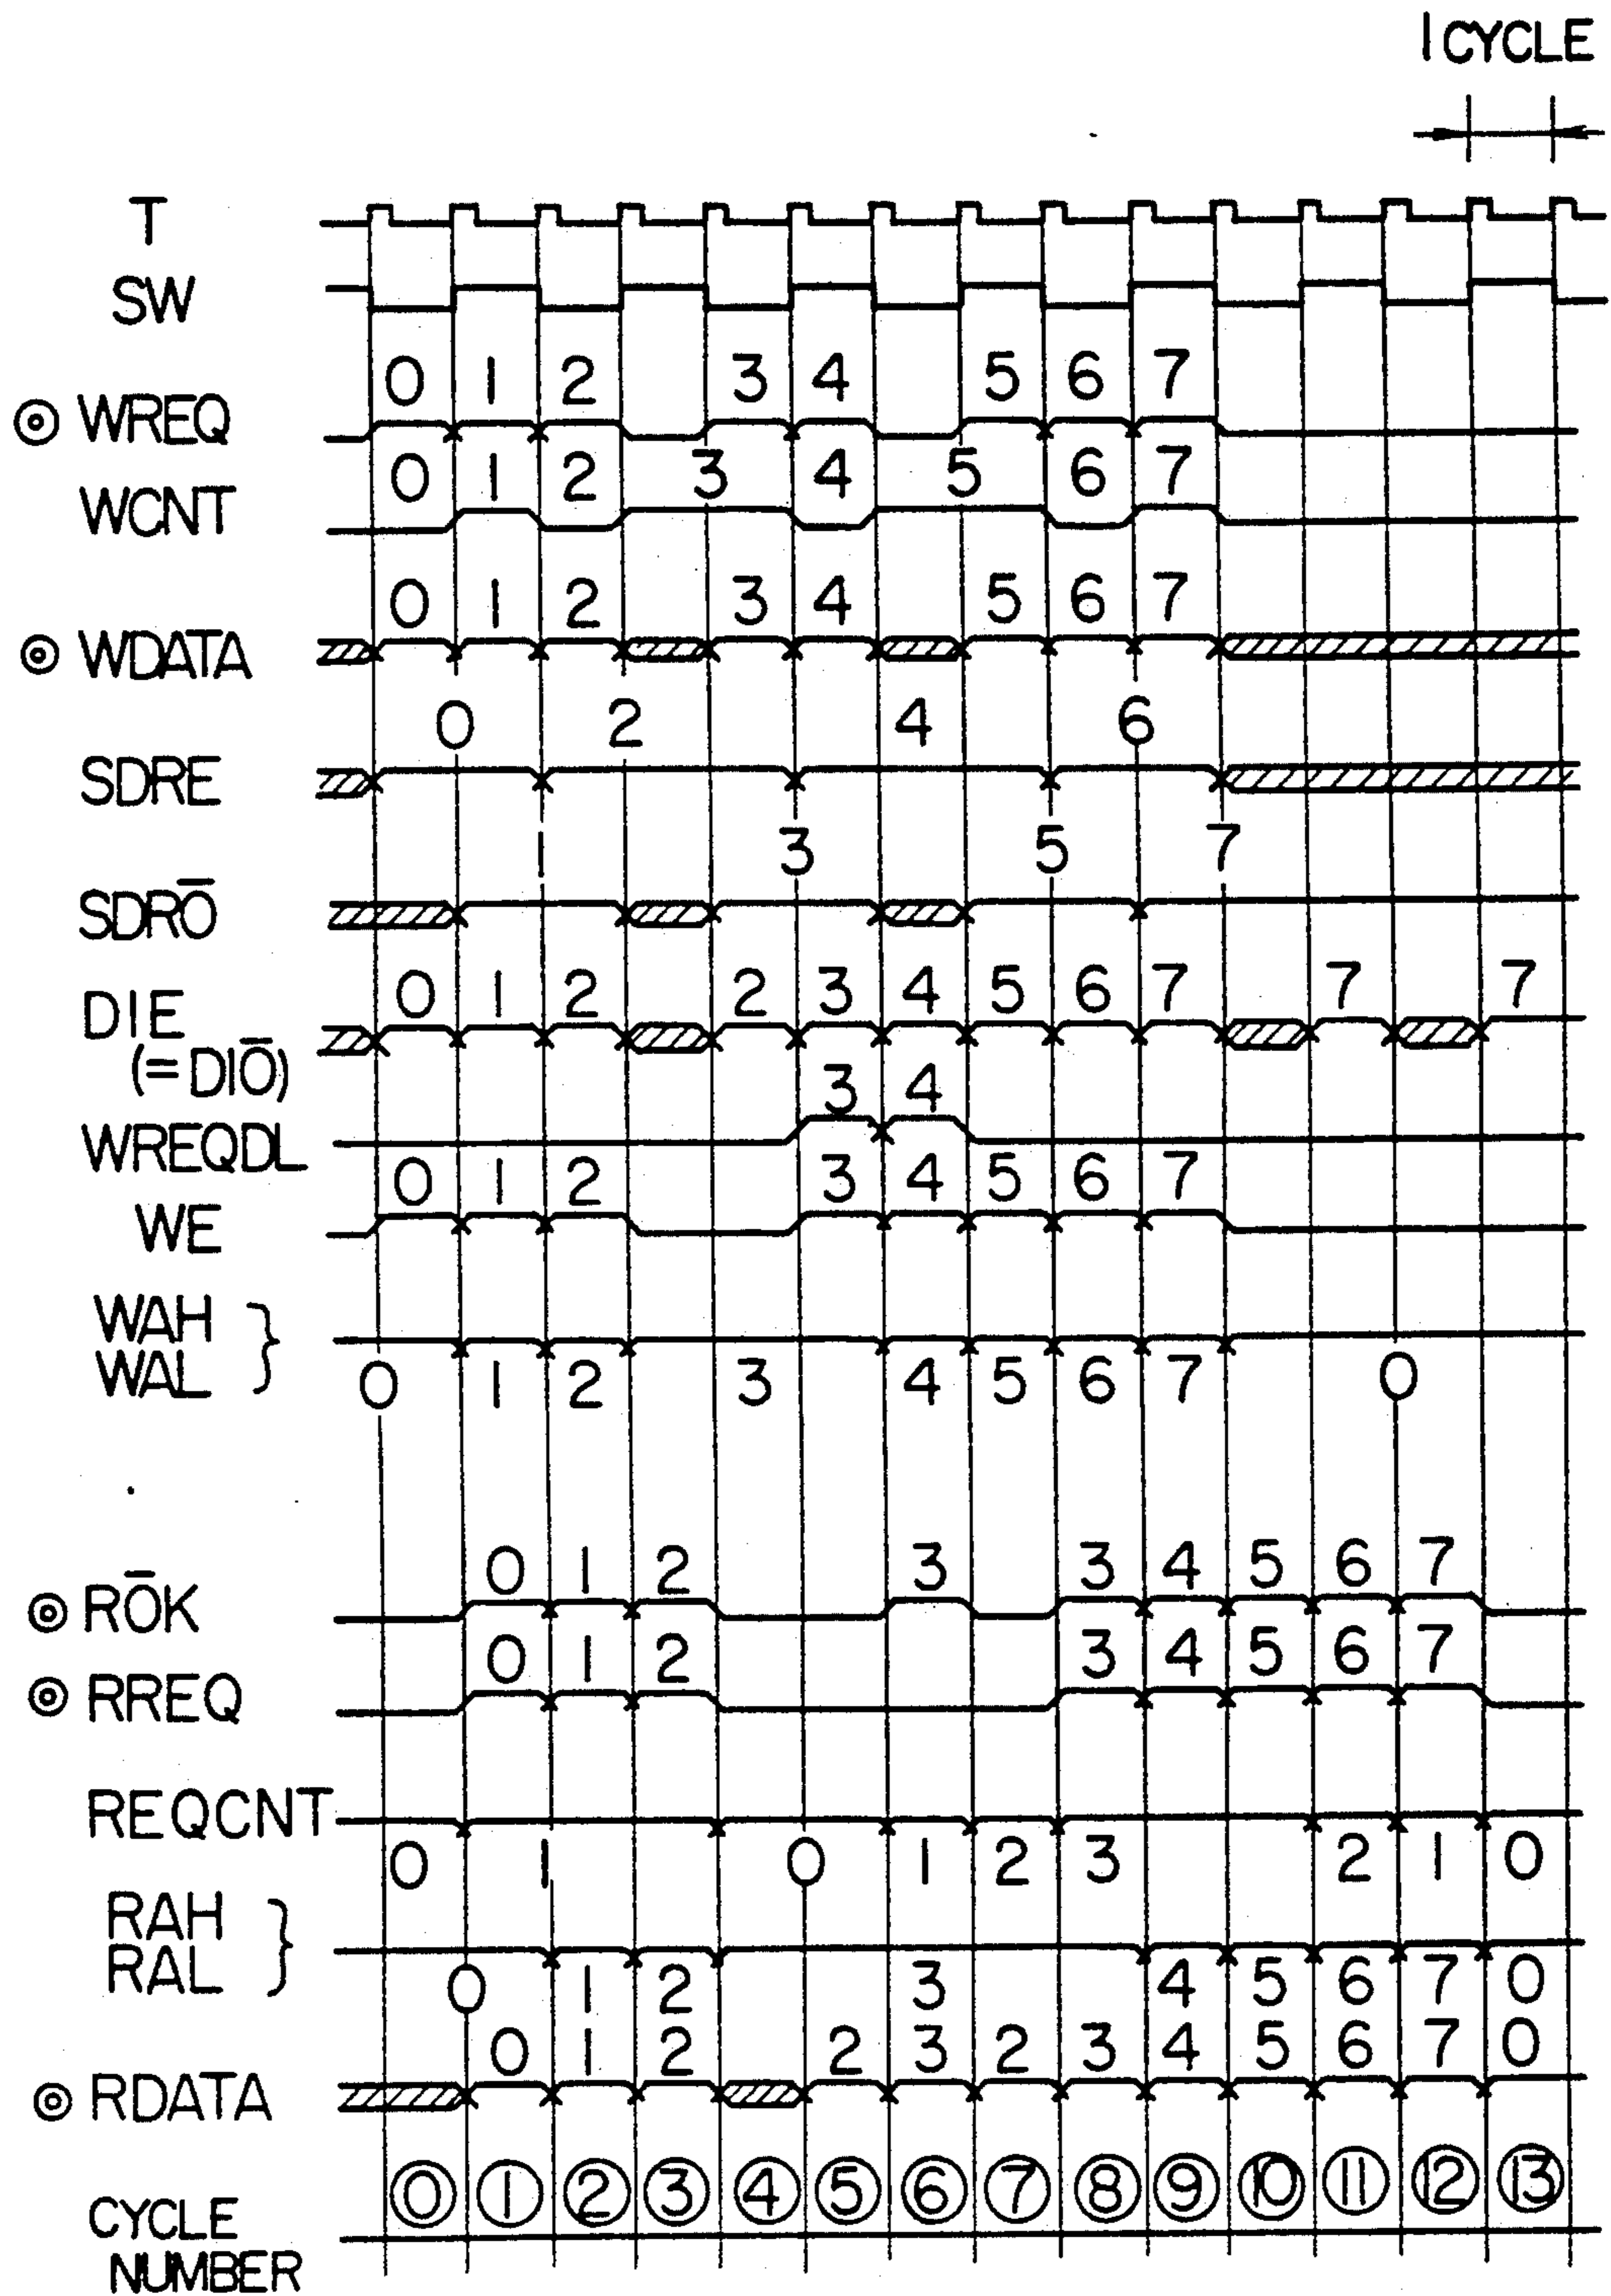 1 CYCLE
T
SW
0 1 2 3 4 5 6 7
◎ WREQ
0 1 2 3 4 5 6 7
WCNT
0 1 2 3 4 5 6 7
◎ WDATA
0 2 4 6
SDRE
1 3 5 7
SDRŌ
0 1 2 2 3 4 5 6 7 7 7
DIE
(=DIŌ)
3 4
WREQDL
0 1 2 3 4 5 6 7
WE
WAH
WAL }
0 1 2 3 4 5 6 7 0
0 1 2 3 3 4 5 6 7
◎ RŌK
0 1 2 3 4 5 6 7
◎ RREQ
REQCNT
0 1 0 1 2 3 2 1 0
RAH
RAL }
0 1 2 3 4 5 6 7 0
0 1 2 2 3 2 3 4 5 6 7 0
◎ RDATA
⓪ ① ② ③ ④ ⑤ ⑥ ⑦ ⑧ ⑨ ⑩ ⑪ ⑫ ⑬
CYCLE
NUMBER